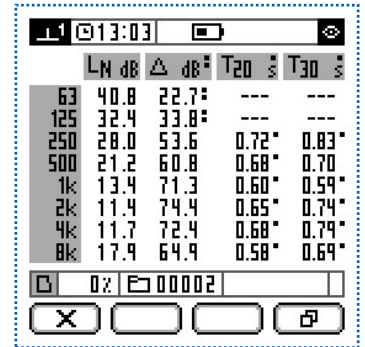 1 13:03
LN dB Δ dB T20 s T30 s
63 40.8 22.7 --- ---
125 32.4 33.8 --- ---
250 28.0 53.6 0.72 0.83
500 21.2 60.8 0.68 0.70
1k 13.4 71.3 0.60 0.59
2k 11.4 74.4 0.65 0.74
4k 11.7 72.4 0.68 0.79
8k 17.9 64.9 0.58 0.69
0% 00002
X